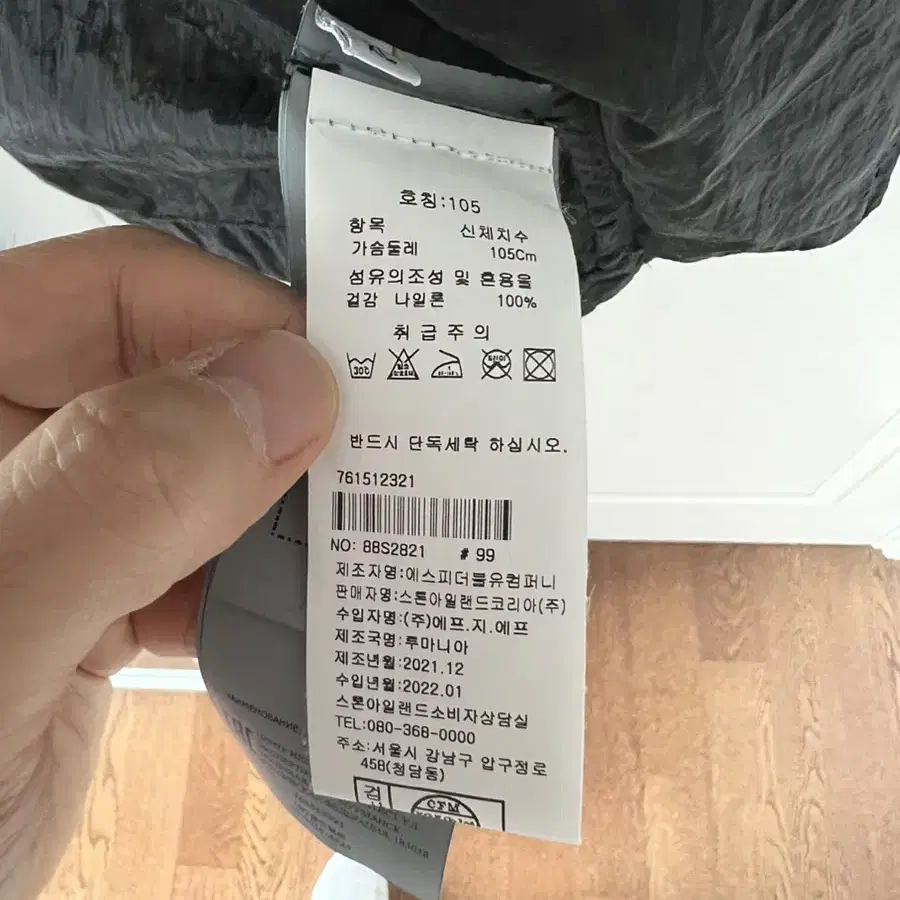 호칭:105
항목 신체치수
가슴둘레 105Cm
섬유의조성 및 혼용율
겉감 나일론 100%
취급주의
30℃
반드시 단독세탁 하십시오.
761512321
NO: 88S2821 # 99
제조자명:에스피더블유컴퍼니
판매자명:스톤아일랜드코리아(주)
수입자명:(주)에프.지.에프
제조국명:루마니아
제조년월:2021.12
수입년월:2022.01
스톤아일랜드소비자상담실
TEL:080-368-0000
주소:서울시 강남구 압구정로
458(청담동)
검
CFM
НАИМЕНОВАНИЕ: